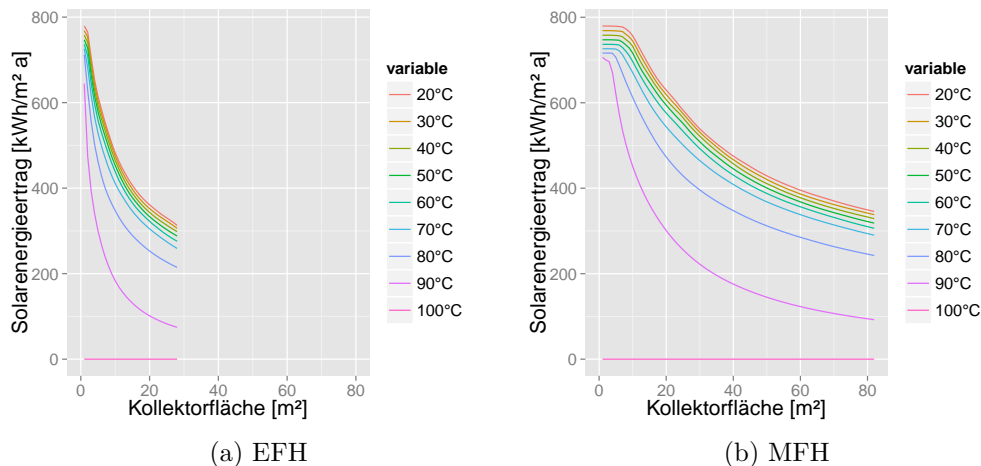 Solarenergieertrag [kWh/m² a]
800
600
400
200
0
0 20 40 60 80
Kollektorfläche [m²]
variable
20°C
30°C
40°C
50°C
60°C
70°C
80°C
90°C
100°C
(a) EFH
Solarenergieertrag [kWh/m² a]
800
600
400
200
0
0 20 40 60 80
Kollektorfläche [m²]
variable
20°C
30°C
40°C
50°C
60°C
70°C
80°C
90°C
100°C
(b) MFH